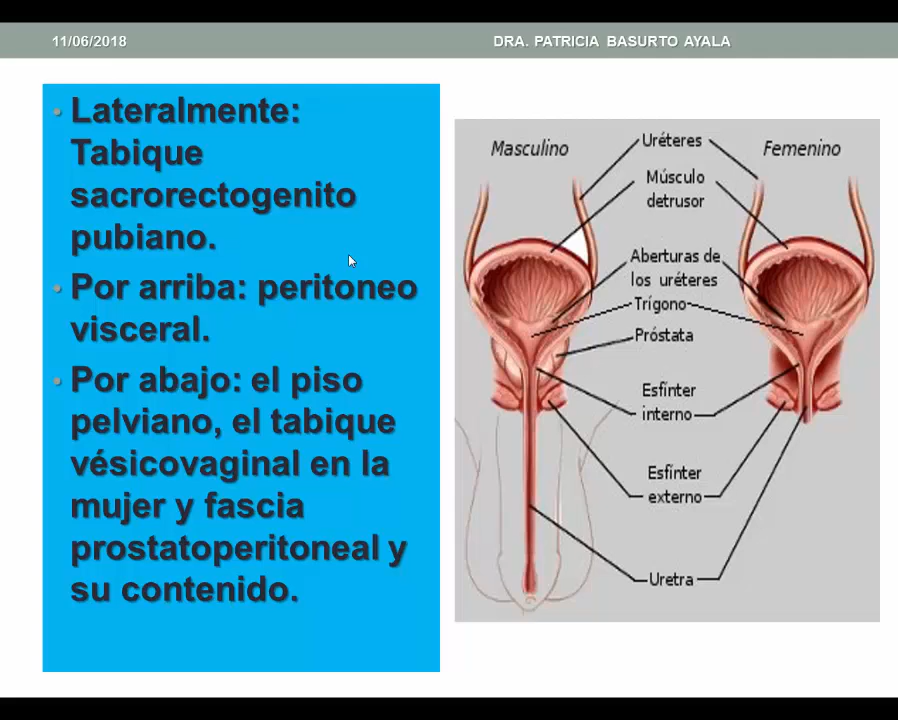 11/06/2018
DRA. PATRICIA BASURTO AYALA
• Lateralmente:
Tabique
sacrorectogenito
pubiano.
• Por arriba: peritoneo
visceral.
• Por abajo: el piso
pelviano, el tabique
vésicovaginal en la
mujer y fascia
prostatoperitoneal y
su contenido.
Masculino
Femenino
Uréteres
Músculo
detrusor
Aberturas de
los uréteres
Trígono
Próstata
Esfínter
interno
Esfínter
externo
Uretra